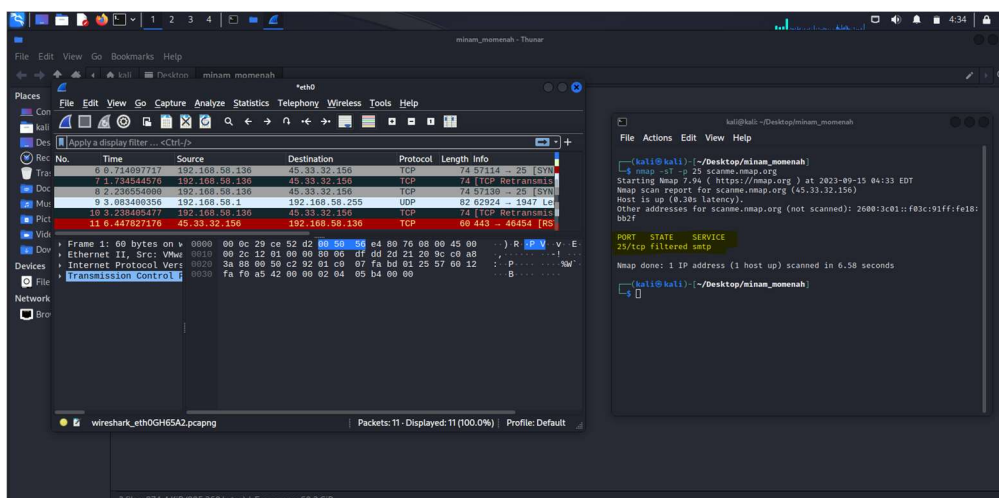 1 2 3 4
4:34
minam_momenah - Thunar
File Edit View Go Bookmarks Help
kali Desktop minam_momenah
Places
Con
kali
Des
Rec
Tra
Doc
Mus
Pict
Vid
Dov
Devices
File
Network
Bro
*eth0
File Edit View Go Capture Analyze Statistics Telephony Wireless Tools Help
Apply a display filter ... <Ctrl-/>
No. Time Source Destination Protocol Length Info
6 0.714097717 192.168.58.136 45.33.32.156 TCP 74 57114 → 25 [SYN
7 1.734544576 192.168.58.136 45.33.32.156 TCP 74 [TCP Retransmis
8 2.236554000 192.168.58.136 45.33.32.156 TCP 74 57130 → 25 [SYN
9 3.083400356 192.168.58.1 192.168.58.255 UDP 82 62924 → 1947 Le
10 3.238405477 192.168.58.136 45.33.32.156 TCP 74 [TCP Retransmis
11 6.447827176 45.33.32.156 192.168.58.136 TCP 60 443 → 46454 [RS
Frame 1: 60 bytes on w 0000 00 0c 29 ce 52 d2 00 50 56 e4 80 76 08 00 45 00 ··)·R··P V··v··E·
Ethernet II, Src: VMwa 0010 00 2c 12 01 00 00 80 06 df dd 2d 21 20 9c c0 a8
Internet Protocol Vers 0020 3a 88 00 50 c2 92 01 c0 07 fa bd 01 25 57 60 12
Transmission Control P 0030 fa f0 a5 42 00 00 02 04 05 b4 00 00
wireshark_eth0GH65A2.pcapng
Packets: 11 · Displayed: 11 (100.0%) Profile: Default
kali@kali: ~/Desktop/minam_momenah
File Actions Edit View Help
(kali㉿kali)-[~/Desktop/minam_momenah]
$ nmap -sT -p 25 scanme.nmap.org
Starting Nmap 7.94 ( https://nmap.org ) at 2023-09-15 04:33 EDT
Nmap scan report for scanme.nmap.org (45.33.32.156)
Host is up (0.30s latency).
Other addresses for scanme.nmap.org (not scanned): 2600:3c01::f03c:91ff:fe18:
bb2f
PORT STATE SERVICE
25/tcp filtered smtp
Nmap done: 1 IP address (1 host up) scanned in 6.58 seconds
(kali㉿kali)-[~/Desktop/minam_momenah]
$